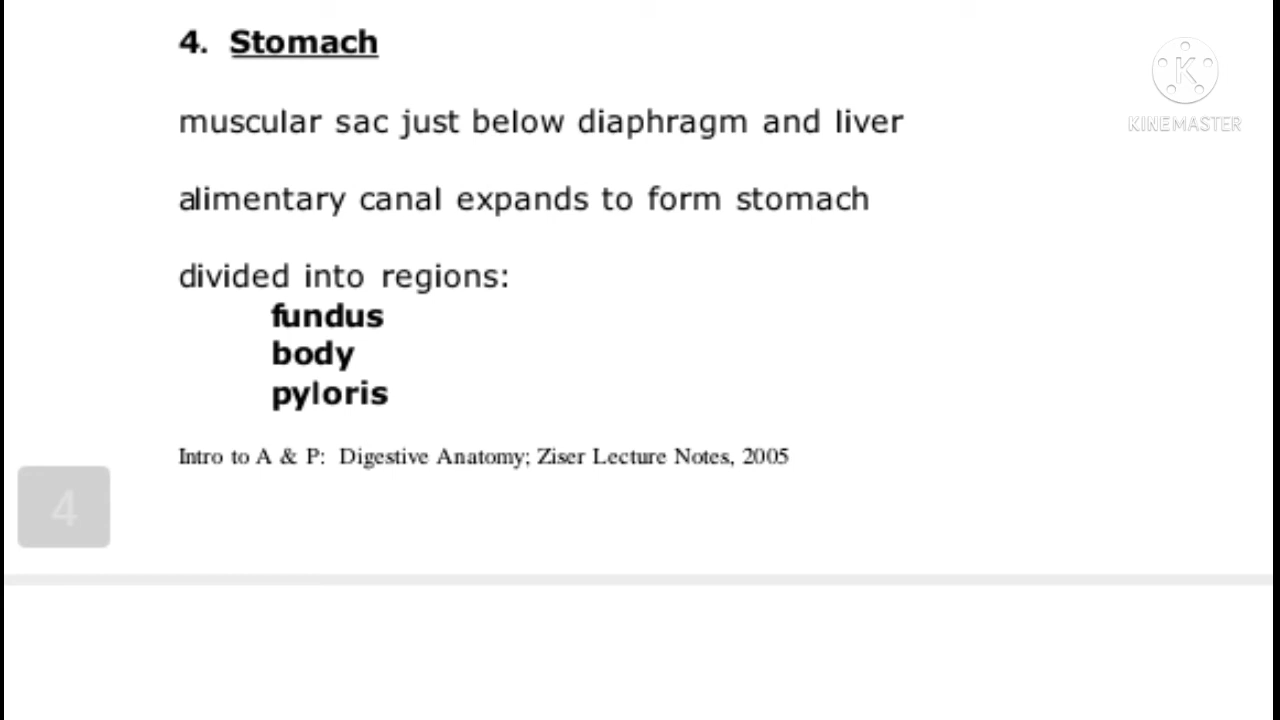 4. Stomach
muscular sac just below diaphragm and liver
alimentary canal expands to form stomach
divided into regions:
fundus
body
pyloris
Intro to A & P: Digestive Anatomy; Ziser Lecture Notes, 2005
4
K
KINEMASTER